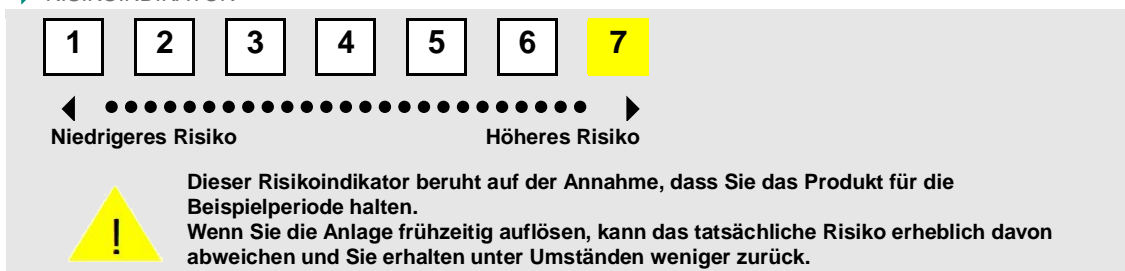 RISIKOINDIKATOR
1 2 3 4 5 6 7
Niedrigeres Risiko Höheres Risiko
Dieser Risikoindikator beruht auf der Annahme, dass Sie das Produkt für die
Beispielperiode halten.
! Wenn Sie die Anlage frühzeitig auflösen, kann das tatsächliche Risiko erheblich davon
abweichen und Sie erhalten unter Umständen weniger zurück.